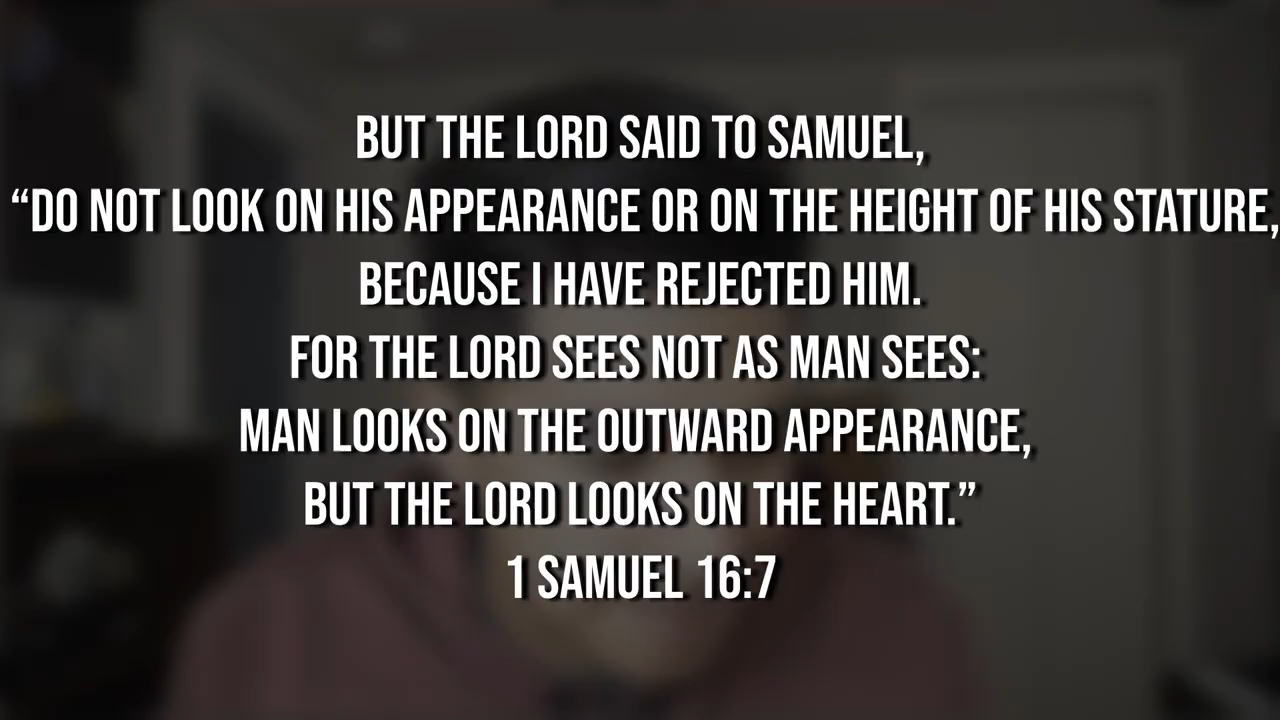 BUT THE LORD SAID TO SAMUEL,
“DO NOT LOOK ON HIS APPEARANCE OR ON THE HEIGHT OF HIS STATURE,
BECAUSE I HAVE REJECTED HIM.
FOR THE LORD SEES NOT AS MAN SEES:
MAN LOOKS ON THE OUTWARD APPEARANCE,
BUT THE LORD LOOKS ON THE HEART.”
1 SAMUEL 16:7